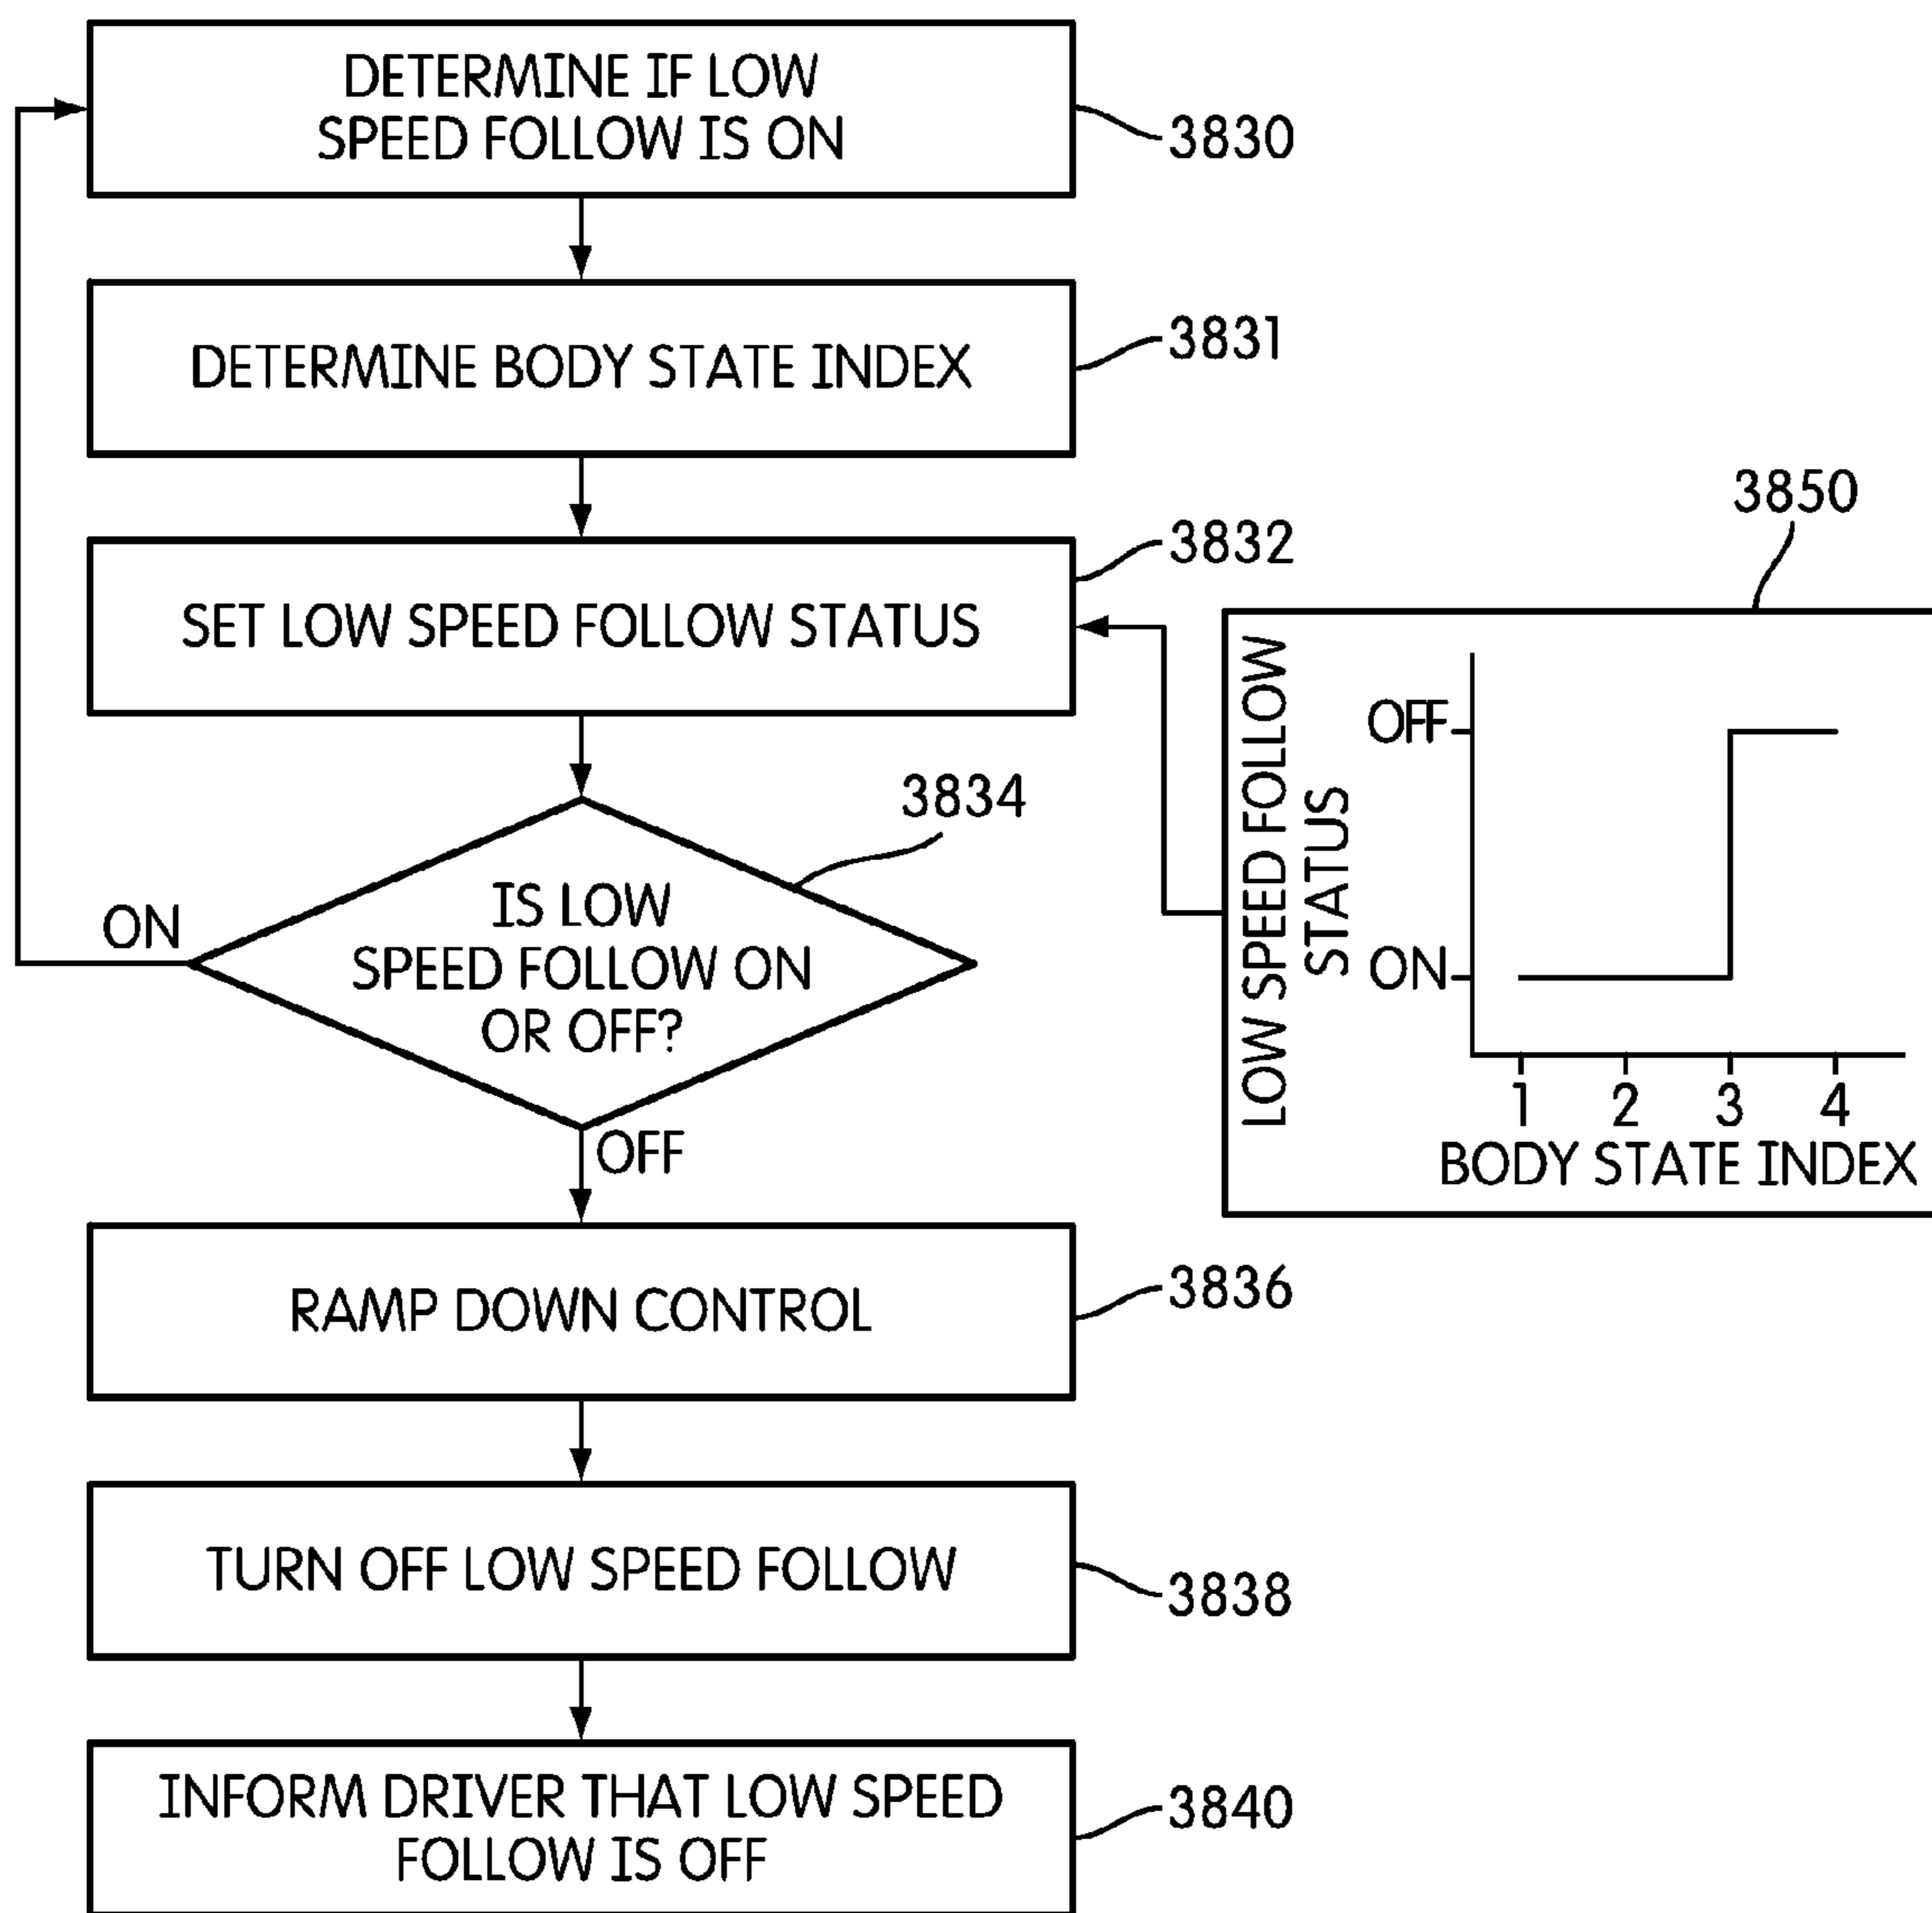 DETERMINE IF LOW
SPEED FOLLOW IS ON
3830
DETERMINE BODY STATE INDEX
3831
SET LOW SPEED FOLLOW STATUS
3832
IS LOW
SPEED FOLLOW ON
OR OFF?
3834
ON
OFF
RAMP DOWN CONTROL
3836
TURN OFF LOW SPEED FOLLOW
3838
INFORM DRIVER THAT LOW SPEED
FOLLOW IS OFF
3840
3850
LOW SPEED FOLLOW
STATUS
OFF
ON
1 2 3 4
BODY STATE INDEX